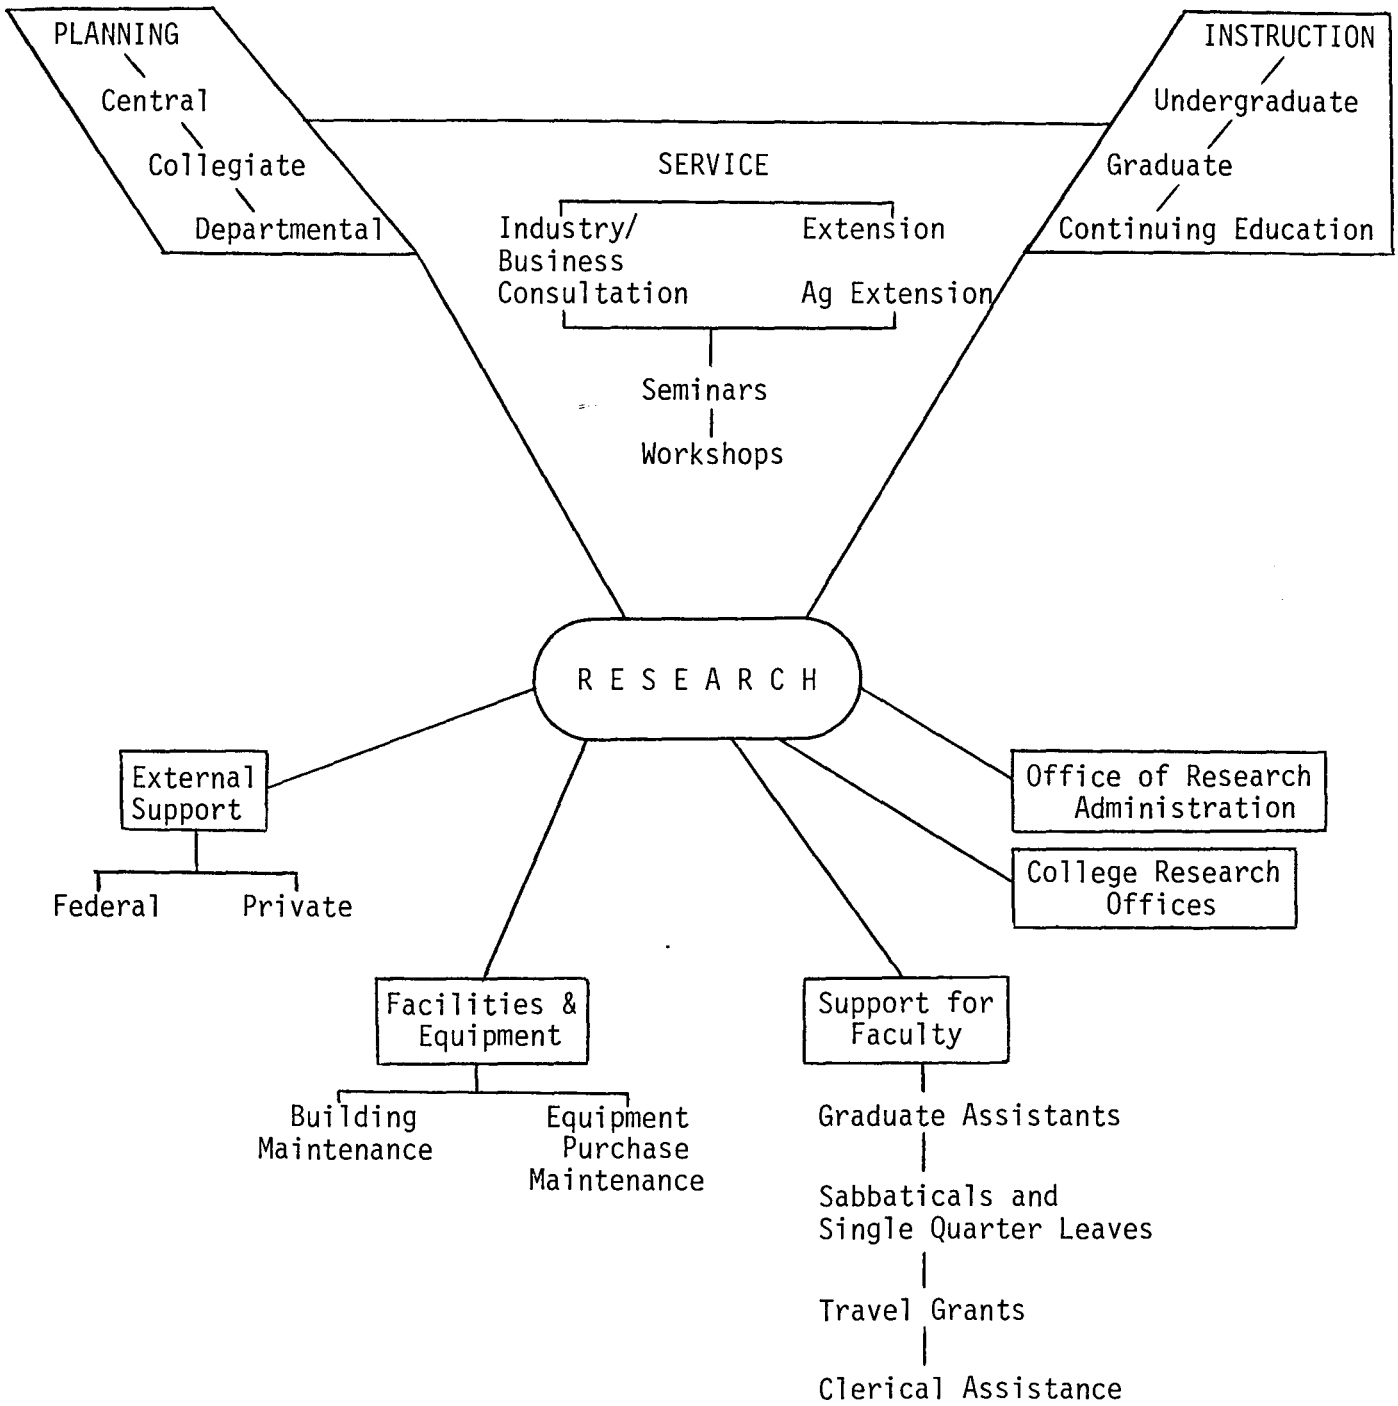 PLANNING
Central
Collegiate
Departmental
INSTRUCTION
Undergraduate
Graduate
Continuing Education
SERVICE
Industry/
Business
Consultation
Extension
Ag Extension
Seminars
Workshops
RESEARCH
External
Support
Federal
Private
Office of Research
Administration
College Research
Offices
Facilities &
Equipment
Building
Maintenance
Equipment
Purchase
Maintenance
Support for
Faculty
Graduate Assistants
Sabbaticals and
Single Quarter Leaves
Travel Grants
Clerical Assistance